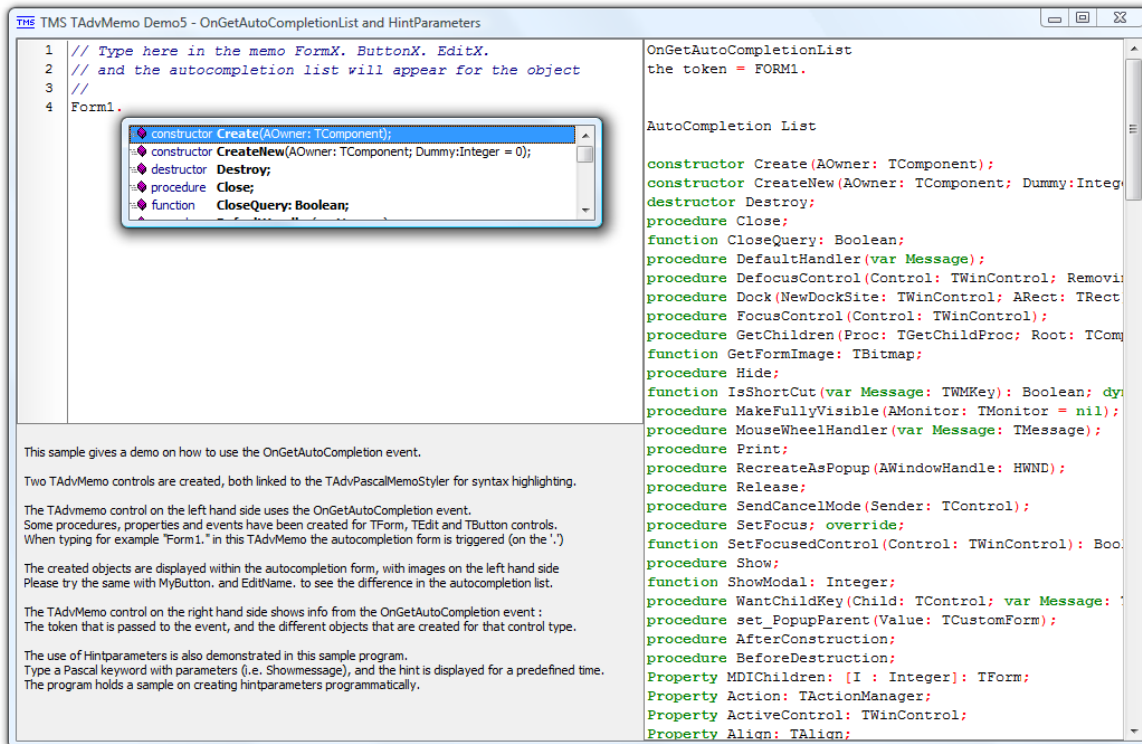 TMS TAdvMemo Demo5 - OnGetAutoCompletionList and HintParameters
1 // Type here in the memo FormX. ButtonX. EditX.
2 // and the autocompletion list will appear for the object
3 //
4 Form1.
constructor Create(AOwner: TComponent);
constructor CreateNew(AOwner: TComponent; Dummy:Integer = 0);
destructor Destroy;
procedure Close;
function CloseQuery: Boolean;
This sample gives a demo on how to use the OnGetAutoCompletion event.
Two TAdvMemo controls are created, both linked to the TAdvPascalMemoStyler for syntax highlighting.
The TAdvmemo control on the left hand side uses the OnGetAutoCompletion event.
Some procedures, properties and events have been created for TForm, TEdit and TButton controls.
When typing for example "Form1." in this TAdvMemo the autocompletion form is triggered (on the '.')
The created objects are displayed within the autocompletion form, with images on the left hand side
Please try the same with MyButton. and EditName. to see the difference in the autocompletion list.
The TAdvMemo control on the right hand side shows info from the OnGetAutoCompletion event :
The token that is passed to the event, and the different objects that are created for that control type.
The use of Hintparameters is also demonstrated in this sample program.
Type a Pascal keyword with parameters (i.e. Showmessage), and the hint is displayed for a predefined time.
The program holds a sample on creating hintparameters programmatically.
OnGetAutoCompletionList
the token = FORM1.
AutoCompletion List
constructor Create(AOwner: TComponent);
constructor CreateNew(AOwner: TComponent; Dummy:Integ
destructor Destroy;
procedure Close;
function CloseQuery: Boolean;
procedure DefaultHandler(var Message);
procedure DefocusControl(Control: TWinControl; Removi
procedure Dock(NewDockSite: TWinControl; ARect: TRect
procedure FocusControl(Control: TWinControl);
procedure GetChildren(Proc: TGetChildProc; Root: TCom
function GetFormImage: TBitmap;
procedure Hide;
function IsShortCut(var Message: TWMKey): Boolean; dy
procedure MakeFullyVisible(AMonitor: TMonitor = nil);
procedure MouseWheelHandler(var Message: TMessage);
procedure Print;
procedure RecreateAsPopup(AWindowHandle: HWND);
procedure Release;
procedure SendCancelMode(Sender: TControl);
procedure SetFocus; override;
function SetFocusedControl(Control: TWinControl): Boo
procedure Show;
function ShowModal: Integer;
procedure WantChildKey(Child: TControl; var Message:
procedure set_PopupParent(Value: TCustomForm);
procedure AfterConstruction;
procedure BeforeDestruction;
Property MDIChildren: [I : Integer]: TForm;
Property Action: TActionManager;
Property ActiveControl: TWinControl;
Property Align: TAlign;